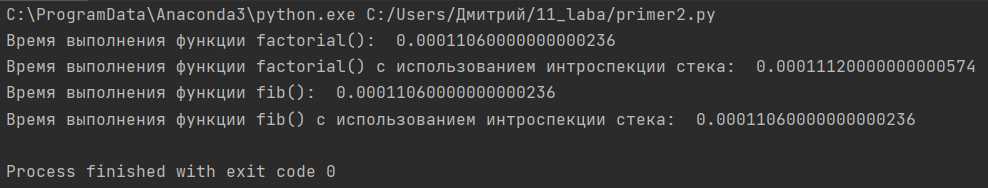 C:\ProgramData\Anaconda3\python.exe C:/Users/Дмитрий/11_laba/primer2.py
Время выполнения функции factorial():  0.00011060000000000236
Время выполнения функции factorial() с использованием интроспекции стека:  0.00011120000000000574
Время выполнения функции fib():  0.00011060000000000236
Время выполнения функции fib() с использованием интроспекции стека:  0.00011060000000000236
Process finished with exit code 0